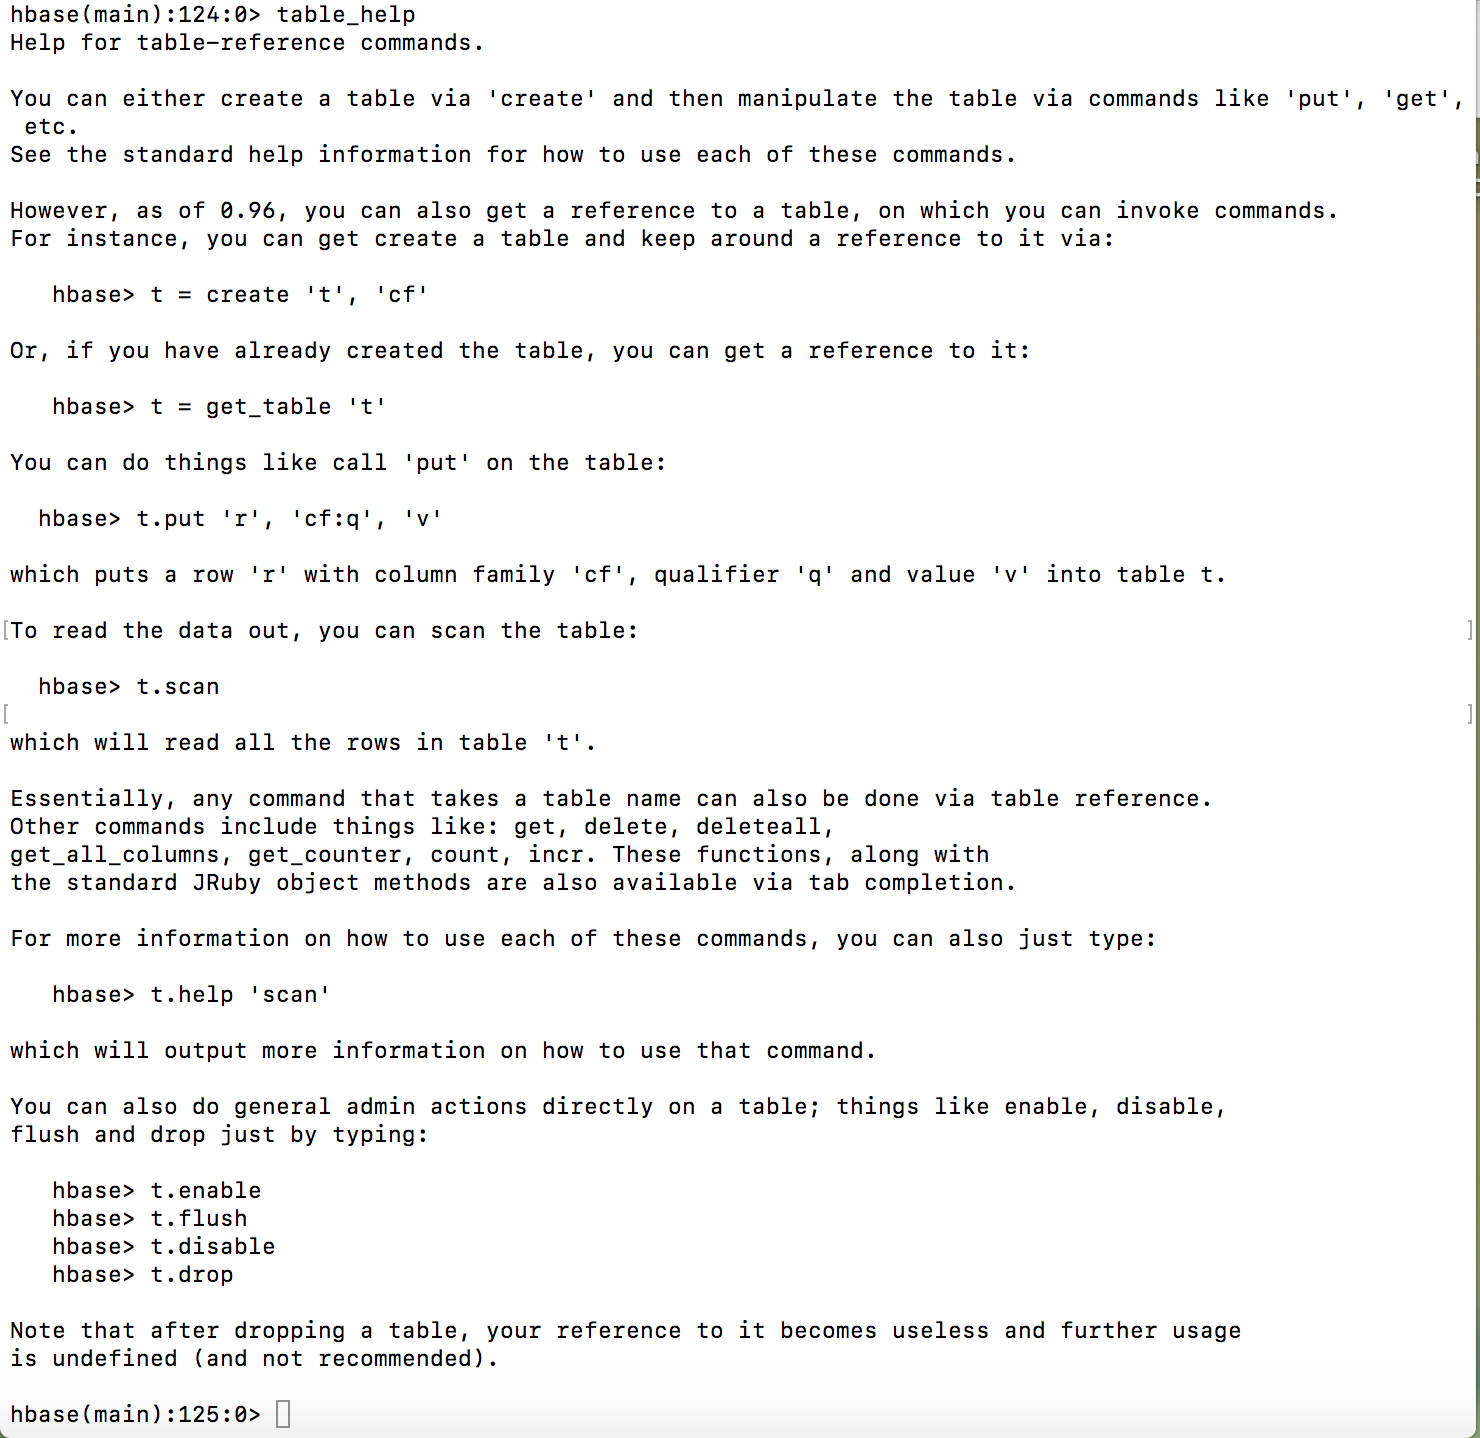 hbase(main):124:0> table_help
Help for table-reference commands.
You can either create a table via 'create' and then manipulate the table via commands like 'put', 'get',
etc.
See the standard help information for how to use each of these commands.
However, as of 0.96, you can also get a reference to a table, on which you can invoke commands.
For instance, you can get create a table and keep around a reference to it via:
hbase> t = create 't', 'cf'
Or, if you have already created the table, you can get a reference to it:
hbase> t = get_table 't'
You can do things like call 'put' on the table:
hbase> t.put 'r', 'cf:q', 'v'
which puts a row 'r' with column family 'cf', qualifier 'q' and value 'v' into table t.
[To read the data out, you can scan the table: ]
hbase> t.scan
[ ]
which will read all the rows in table 't'.
Essentially, any command that takes a table name can also be done via table reference.
Other commands include things like: get, delete, deleteall,
get_all_columns, get_counter, count, incr. These functions, along with
the standard JRuby object methods are also available via tab completion.
For more information on how to use each of these commands, you can also just type:
hbase> t.help 'scan'
which will output more information on how to use that command.
You can also do general admin actions directly on a table; things like enable, disable,
flush and drop just by typing:
hbase> t.enable
hbase> t.flush
hbase> t.disable
hbase> t.drop
Note that after dropping a table, your reference to it becomes useless and further usage
is undefined (and not recommended).
hbase(main):125:0>